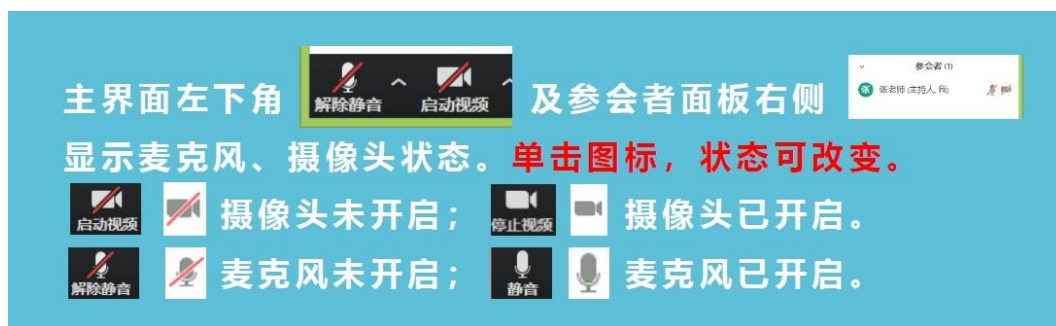 主界面左下角 解除静音 启动视频 及参会者面板右侧 参会者 (1)
张 张老师 (主持人, 我)
显示麦克风、摄像头状态。单击图标，状态可改变。
启动视频 摄像头未开启； 停止视频 摄像头已开启。
解除静音 麦克风未开启； 静音 麦克风已开启。